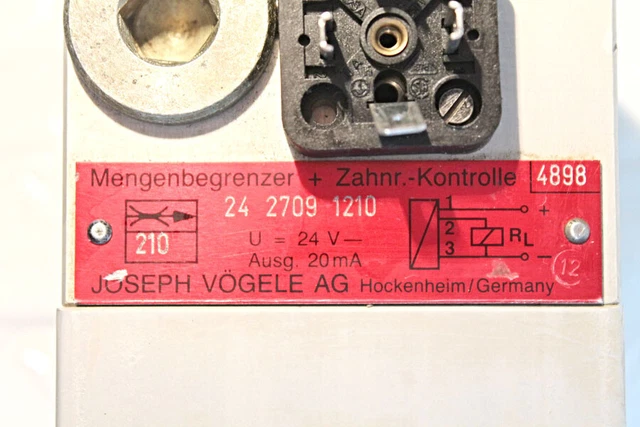 Mengenbegrenzer + Zahnr.-Kontrolle 4898
24 2709 1210
210
U = 24 V —
Ausg. 20mA
1 +
2 RL
3 −
12
JOSEPH VÖGELE AG Hockenheim/Germany